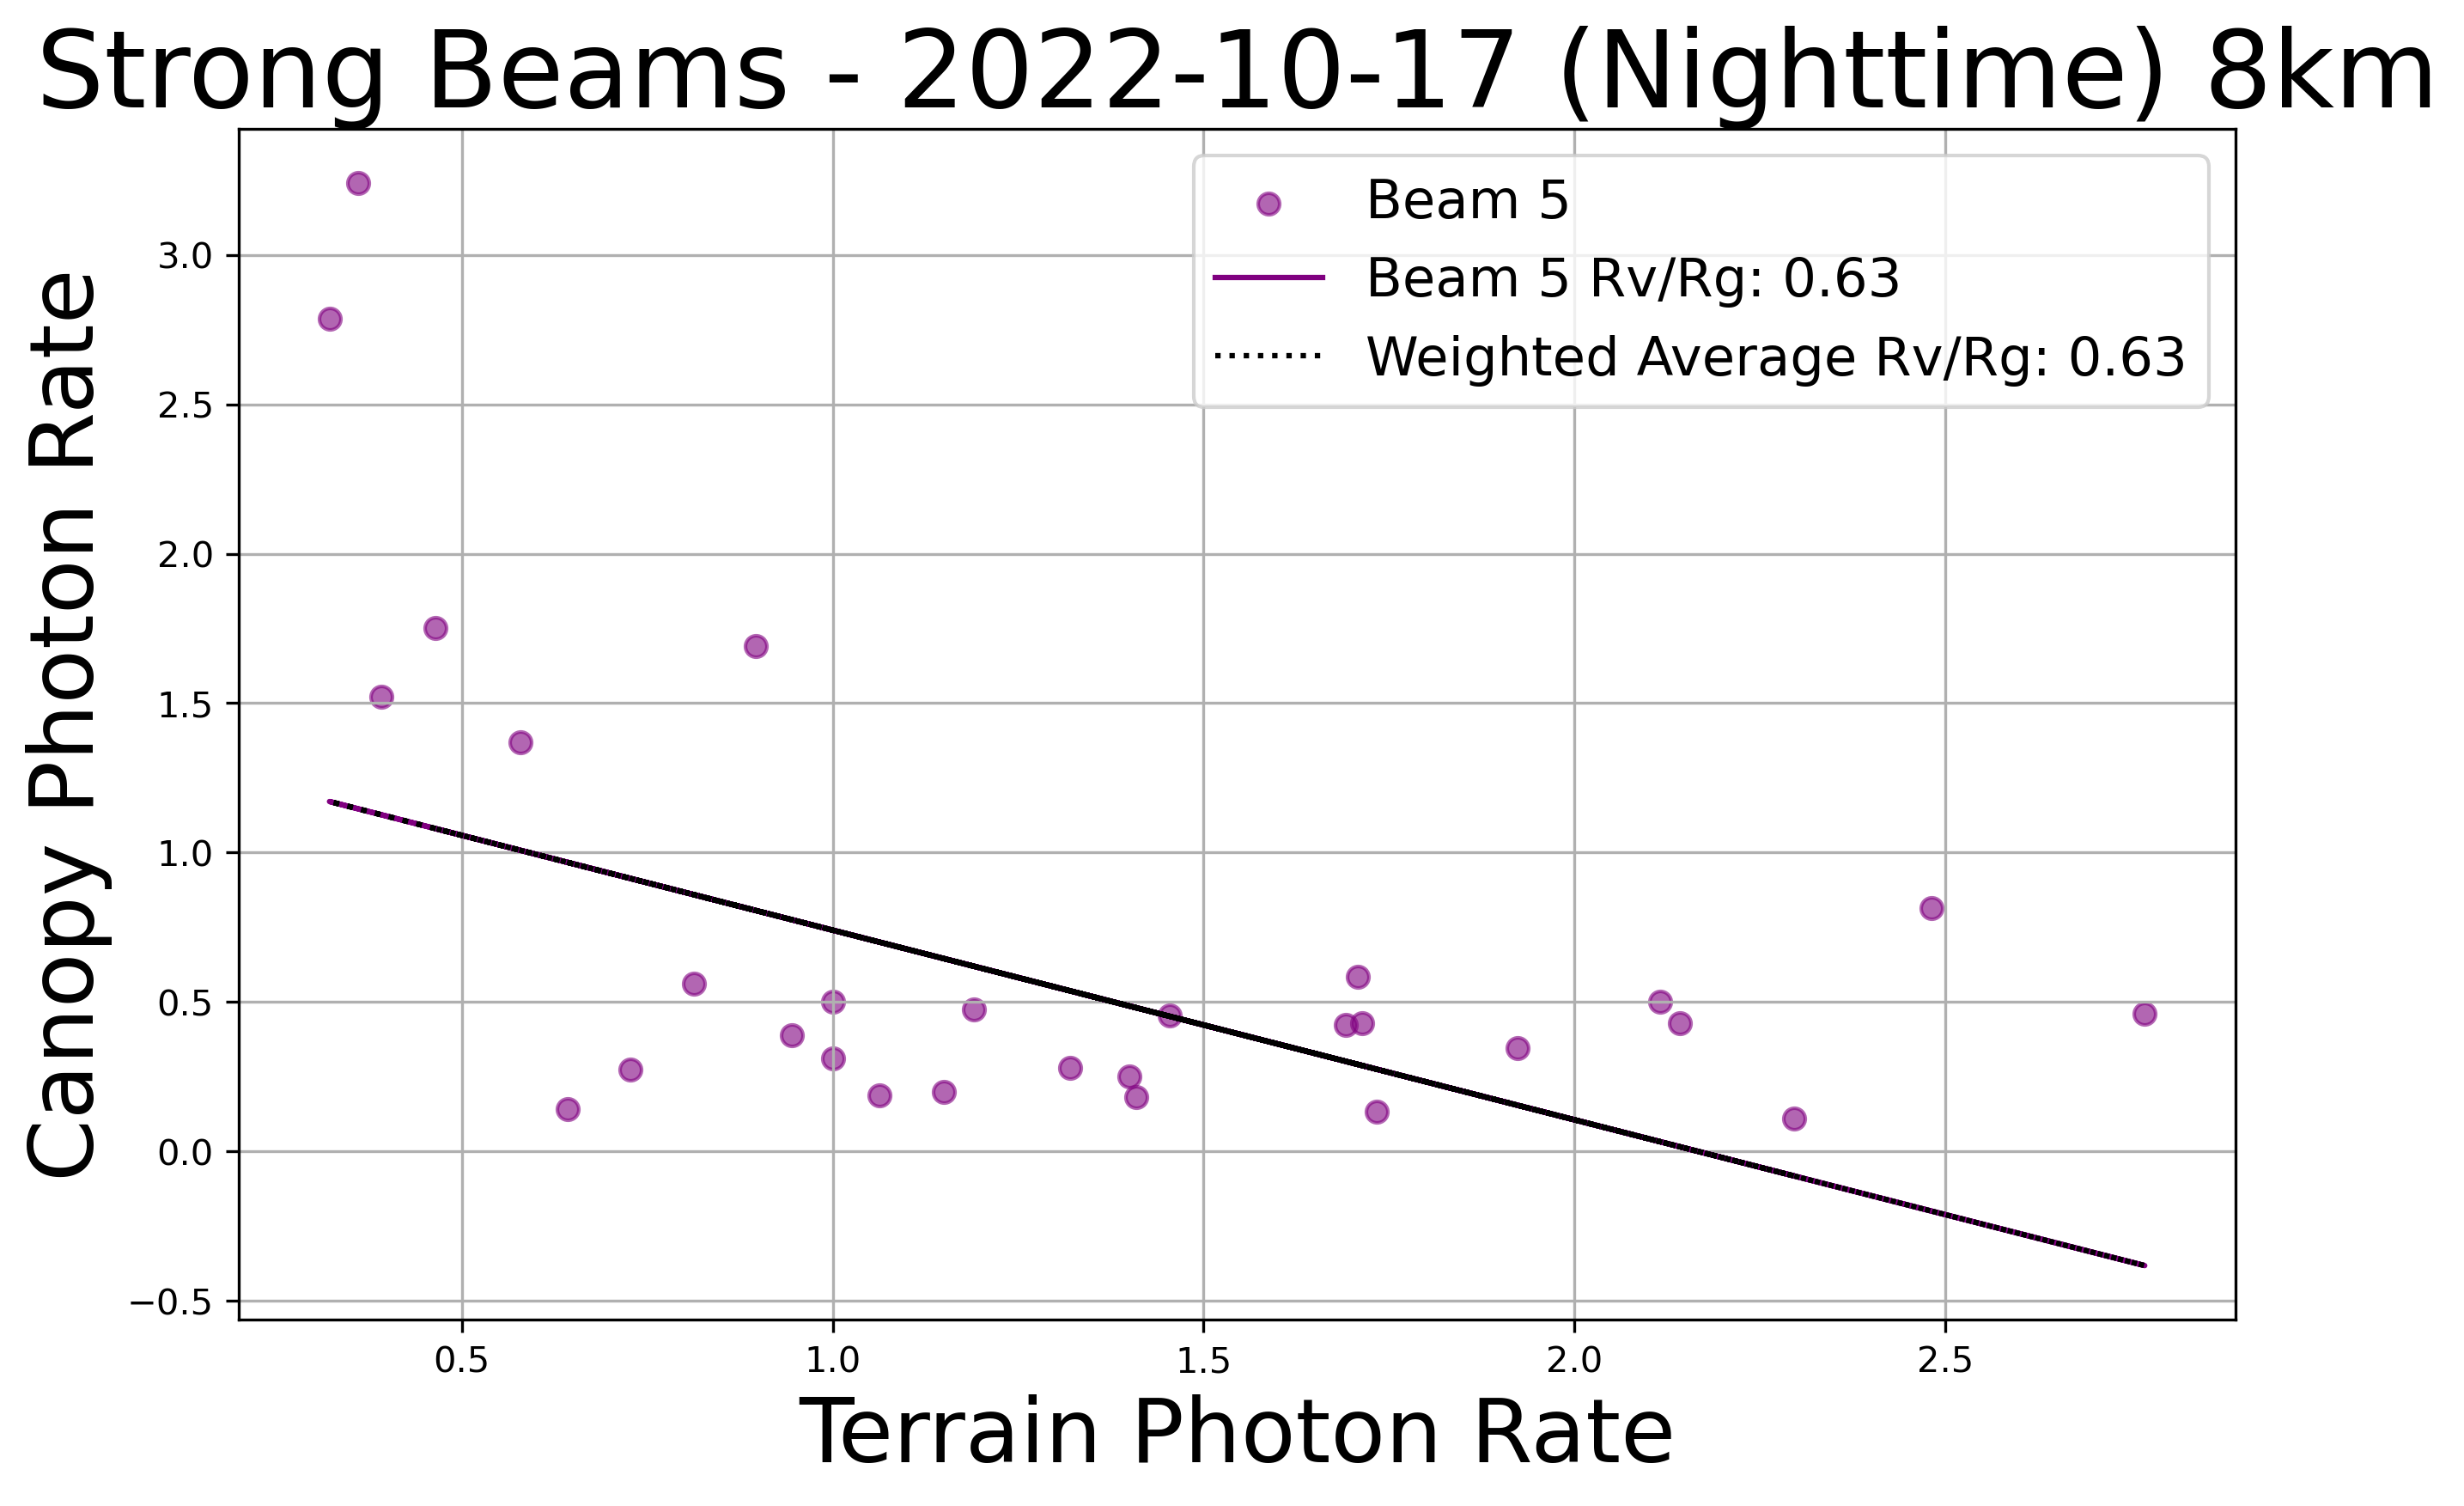 Strong Beams - 2022-10-17 (Nighttime) 8km
Beam 5
Beam 5 Rv/Rg: 0.63
Weighted Average Rv/Rg: 0.63
Canopy Photon Rate
3.0
2.5
2.0
1.5
1.0
0.5
0.0
−0.5
0.5 1.0 1.5 2.0 2.5
Terrain Photon Rate